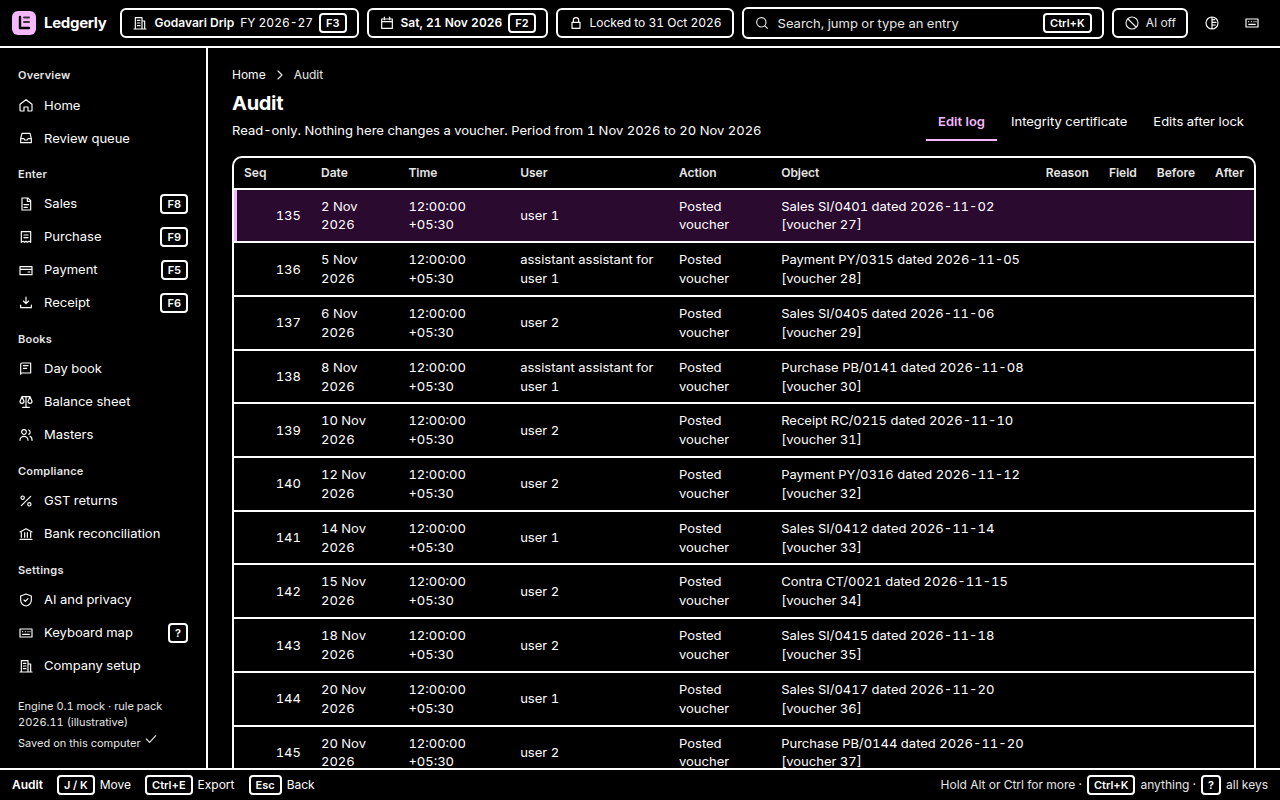 Ledgerly
Godavari Drip FY 2026-27 F3
Sat, 21 Nov 2026 F2
Locked to 31 Oct 2026
Search, jump or type an entry Ctrl+K
AI off
Overview
Home
Review queue
Enter
Sales F8
Purchase F9
Payment F5
Receipt F6
Books
Day book
Balance sheet
Masters
Compliance
GST returns
Bank reconciliation
Settings
AI and privacy
Keyboard map ?
Company setup
Engine 0.1 mock · rule pack
2026.11 (illustrative)
Saved on this computer
Home > Audit
Audit
Read-only. Nothing here changes a voucher. Period from 1 Nov 2026 to 20 Nov 2026
Edit log Integrity certificate Edits after lock
Seq Date Time User Action Object Reason Field Before After
135 2 Nov 2026 12:00:00 +05:30 user 1 Posted voucher Sales SI/0401 dated 2026-11-02 [voucher 27]
136 5 Nov 2026 12:00:00 +05:30 assistant assistant for user 1 Posted voucher Payment PY/0315 dated 2026-11-05 [voucher 28]
137 6 Nov 2026 12:00:00 +05:30 user 2 Posted voucher Sales SI/0405 dated 2026-11-06 [voucher 29]
138 8 Nov 2026 12:00:00 +05:30 assistant assistant for user 1 Posted voucher Purchase PB/0141 dated 2026-11-08 [voucher 30]
139 10 Nov 2026 12:00:00 +05:30 user 2 Posted voucher Receipt RC/0215 dated 2026-11-10 [voucher 31]
140 12 Nov 2026 12:00:00 +05:30 user 2 Posted voucher Payment PY/0316 dated 2026-11-12 [voucher 32]
141 14 Nov 2026 12:00:00 +05:30 user 1 Posted voucher Sales SI/0412 dated 2026-11-14 [voucher 33]
142 15 Nov 2026 12:00:00 +05:30 user 2 Posted voucher Contra CT/0021 dated 2026-11-15 [voucher 34]
143 18 Nov 2026 12:00:00 +05:30 user 2 Posted voucher Sales SI/0415 dated 2026-11-18 [voucher 35]
144 20 Nov 2026 12:00:00 +05:30 user 1 Posted voucher Sales SI/0417 dated 2026-11-20 [voucher 36]
145 20 Nov 2026 12:00:00 +05:30 user 2 Posted voucher Purchase PB/0144 dated 2026-11-20 [voucher 37]
Audit J / K Move Ctrl+E Export Esc Back
Hold Alt or Ctrl for more · Ctrl+K anything · ? all keys